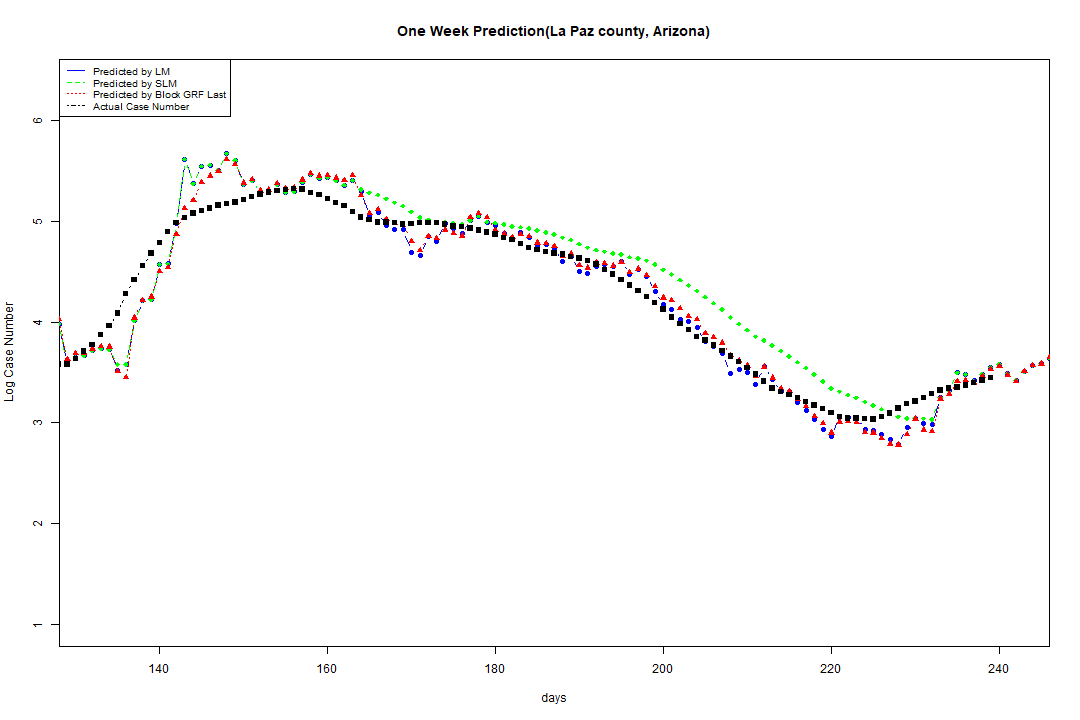 One Week Prediction(La Paz county, Arizona)
Predicted by LM
Predicted by SLM
Predicted by Block GRF Last
Actual Case Number
Log Case Number
6
5
4
3
2
1
140 160 180 200 220 240
days